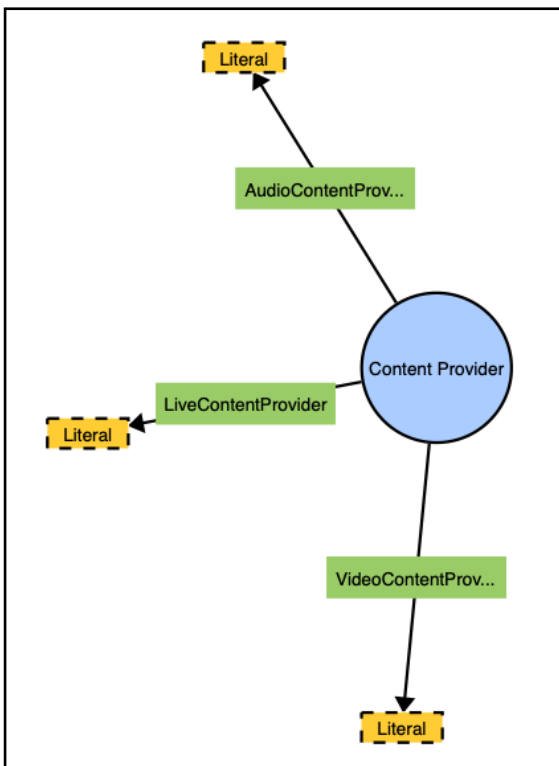 Literal
AudioContentProv...
Content Provider
LiveContentProvider
Literal
VideoContentProv...
Literal